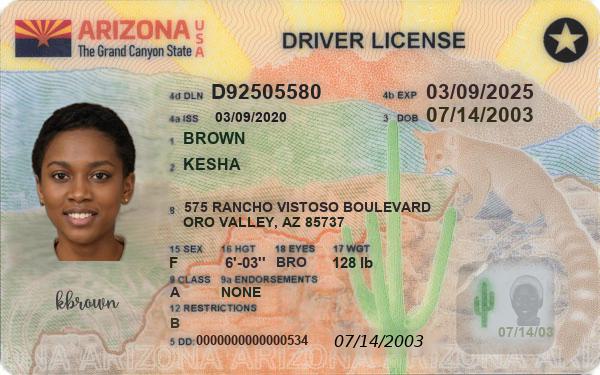 ARIZONA USA
The Grand Canyon State
DRIVER LICENSE
4d DLN D92505580 4b EXP 03/09/2025
4a ISS 03/09/2020 3 DOB 07/14/2003
1 BROWN
2 KESHA
8 575 RANCHO VISTOSO BOULEVARD
ORO VALLEY, AZ 85737
15 SEX 16 HGT 18 EYES 17 WGT
F 6'-03" BRO 128 lb
9 CLASS 9a ENDORSEMENTS
A NONE
12 RESTRICTIONS
B
kbrown
07/14/03
5 DD: 0000000000000534 07/14/2003
ARIZONA ARIZONA ARIZONA ARIZONA